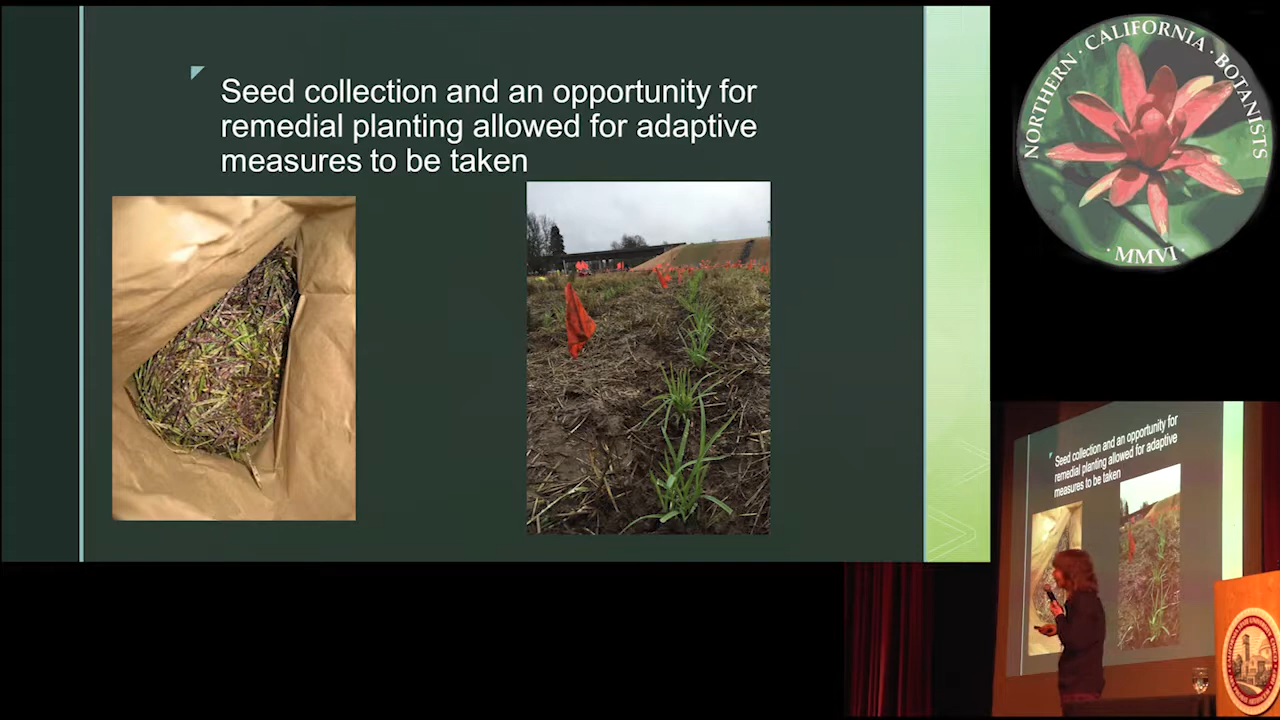 Seed collection and an opportunity for
remedial planting allowed for adaptive
measures to be taken
NORTHERN · CALIFORNIA · BOTANISTS
· MMVI ·
Seed collection and an opportunity for
remedial planting allowed for adaptive
measures to be taken